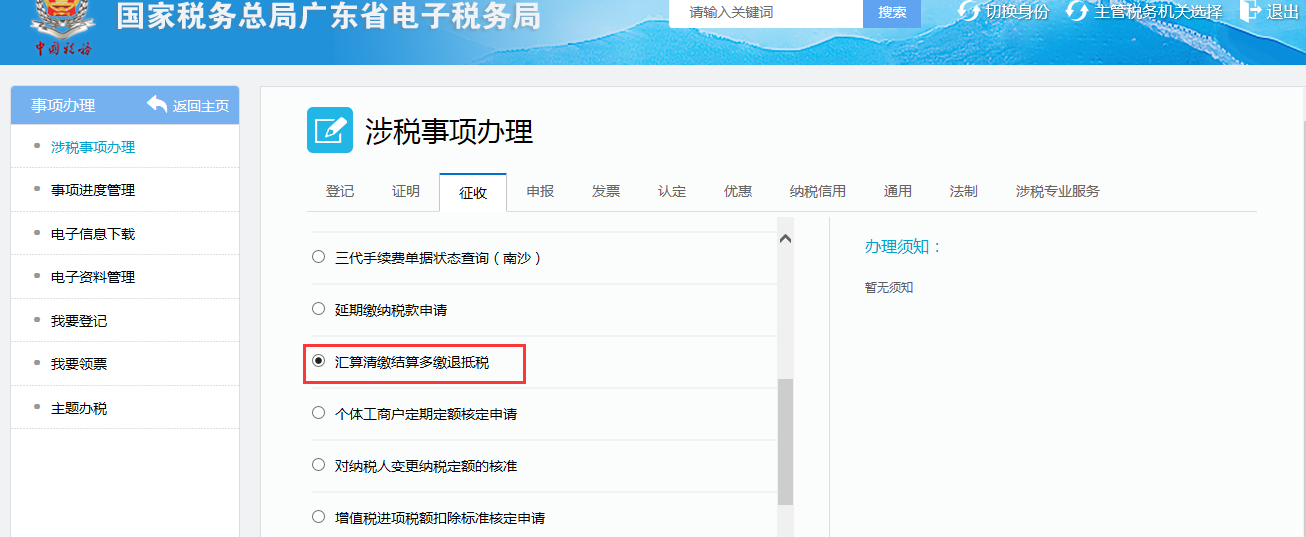 国家税务总局广东省电子税务局
请输入关键词
搜索
切换身份
主管税务机关选择
退出
中国税务
事项办理
返回主页
涉税事项办理
事项进度管理
电子信息下载
电子资料管理
我要登记
我要领票
主题办税
涉税事项办理
登记 证明 征收 申报 发票 认定 优惠 纳税信用 通用 法制 涉税专业服务
三代手续费单据状态查询（南沙）
延期缴纳税款申请
汇算清缴结算多缴退抵税
个体工商户定期定额核定申请
对纳税人变更纳税定额的核准
增值税进项税额扣除标准核定申请
办理须知：
暂无须知